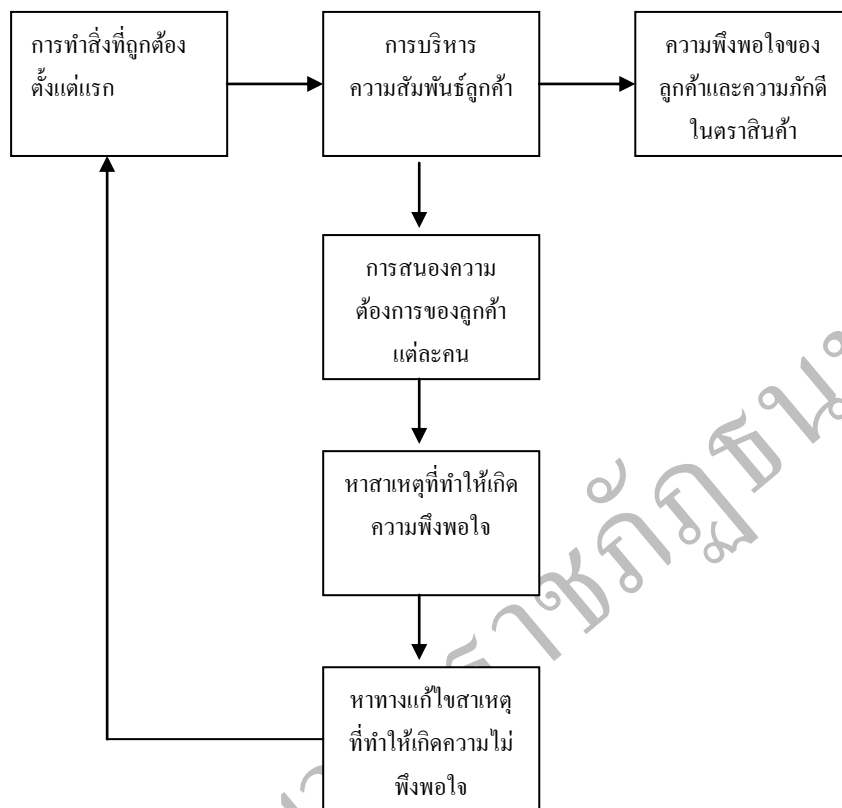 การทำสิ่งที่ถูกต้อง
ตั้งแต่แรก
การบริหาร
ความสัมพันธ์ลูกค้า
ความพึงพอใจของ
ลูกค้าและความภักดี
ในตราสินค้า
การสนองความ
ต้องการของลูกค้า
แต่ละคน
หาสาเหตุที่ทำให้เกิด
ความพึงพอใจ
หาทางแก้ไขสาเหตุ
ที่ทำให้เกิดความไม่
พึงพอใจ
ราชภัฏธน